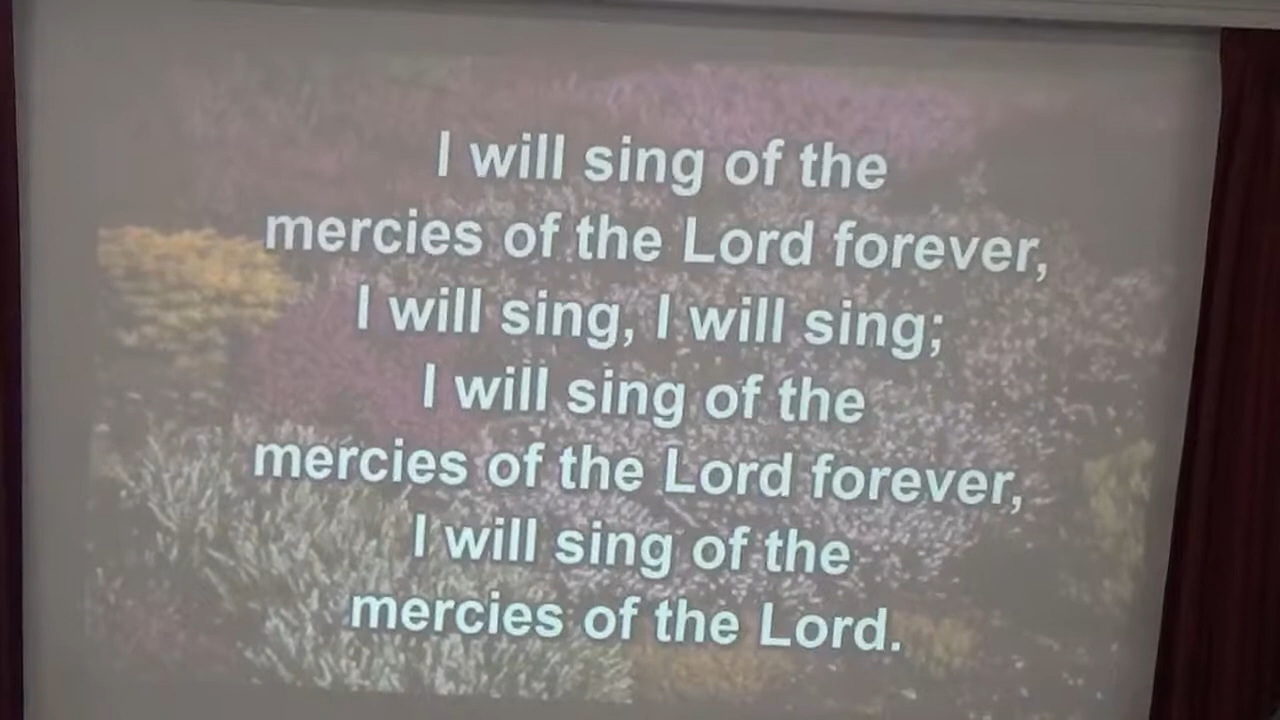 I will sing of the
mercies of the Lord forever,
I will sing, I will sing;
I will sing of the
mercies of the Lord forever,
I will sing of the
mercies of the Lord.